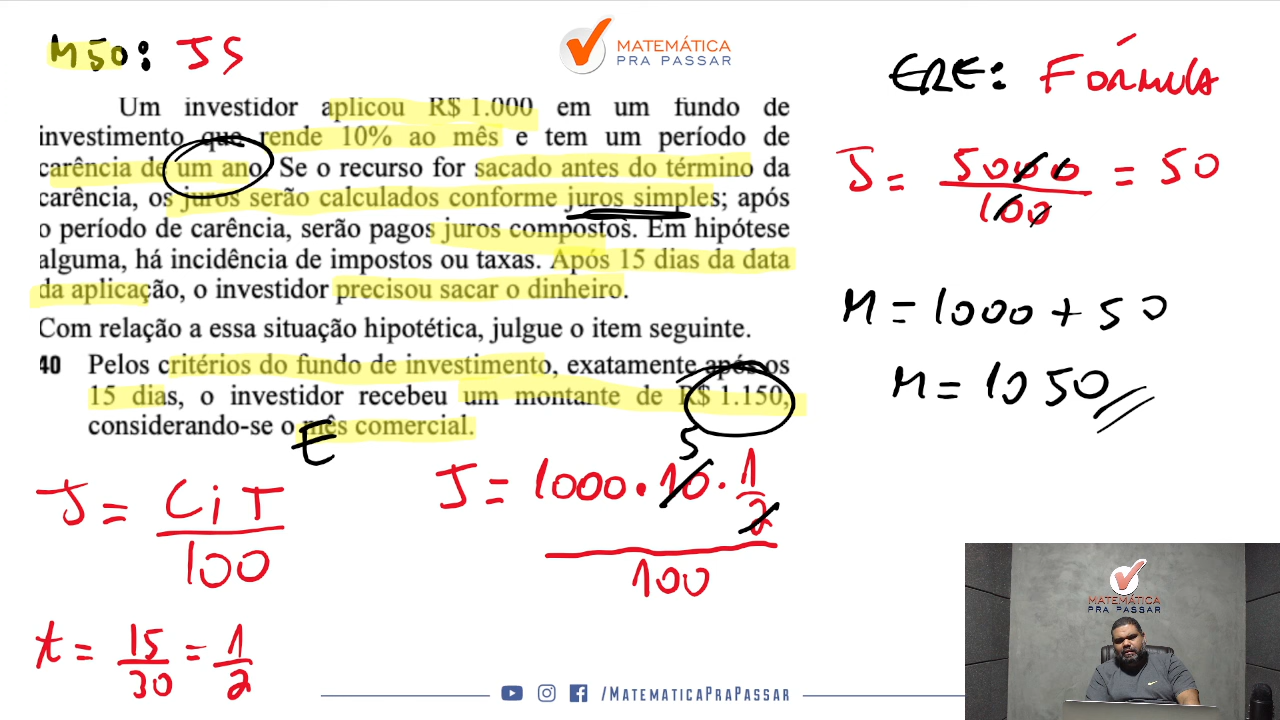 M50: JS
MATEMÁTICA
PRA PASSAR
ERE: FÓRMULA
Um investidor aplicou R$ 1.000 em um fundo de
investimento que rende 10% ao mês e tem um período de
carência de um ano. Se o recurso for sacado antes do término da
carência, os juros serão calculados conforme juros simples; após
o período de carência, serão pagos juros compostos. Em hipótese
alguma, há incidência de impostos ou taxas. Após 15 dias da data
da aplicação, o investidor precisou sacar o dinheiro.
Com relação a essa situação hipotética, julgue o item seguinte.
40 Pelos critérios do fundo de investimento, exatamente após os
15 dias, o investidor recebeu um montante de R$ 1.150,
considerando-se o mês comercial.
E
J = 5000/100 = 50
M = 1000 + 50
M = 1050
J = CiT/100
5
J = 1000 · 10 · 1/2
100
t = 15/30 = 1/2
MATEMÁTICA
PRA PASSAR
/MATEMATICAPRAPASSAR